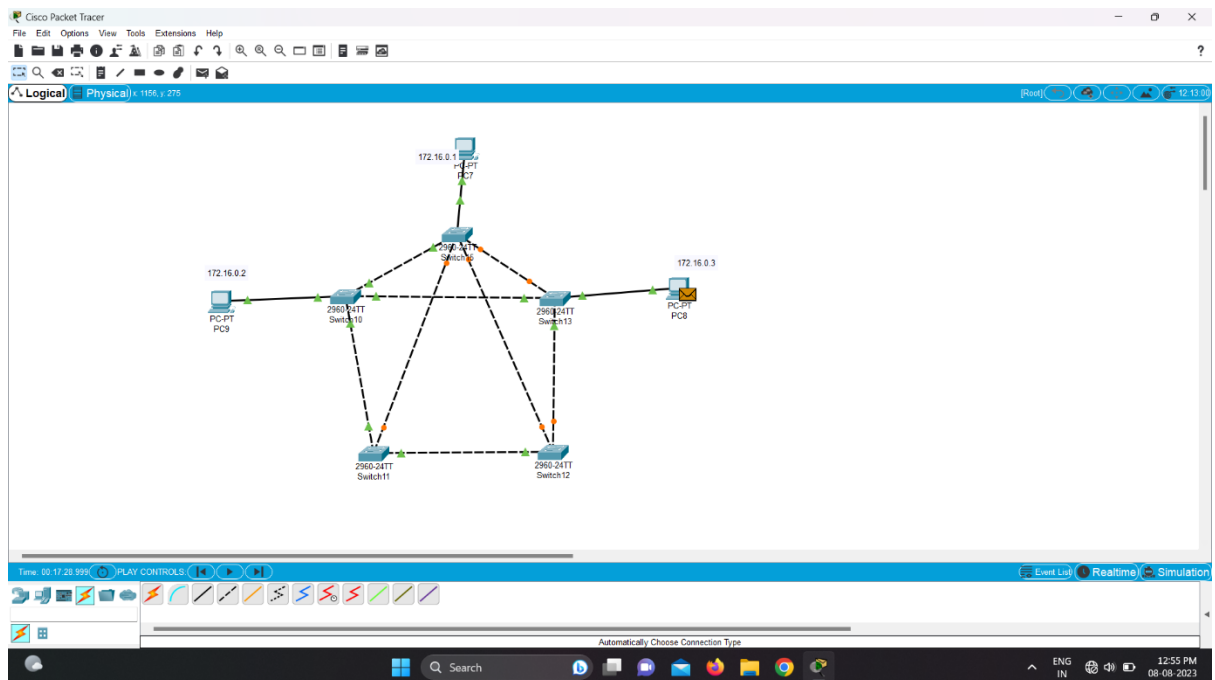 Cisco Packet Tracer
File Edit Options View Tools Extensions Help
?
Logical Physical x: 1156, y: 275 [Root] 12:13:00
172.16.0.1
PC-PT
PC7
2960-24TT
172.16.0.2
172.16.0.3
PC-PT
PC9
2960-24TT
Switch10
2960-24TT
Switch13
PC-PT
PC8
2960-24TT
Switch11
2960-24TT
Switch12
Time: 00:17:28.999 PLAY CONTROLS: Event List Realtime Simulation
Automatically Choose Connection Type
Search
ENG
IN
12:55 PM
08-08-2023